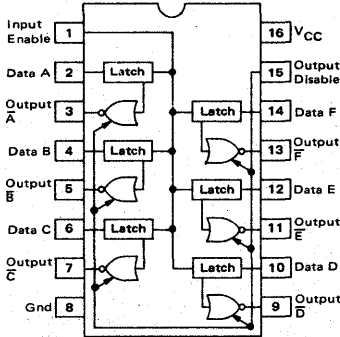 Input
Enable 1
16 VCC
Data A 2 Latch
15 Output
Disable
Output
A 3
Latch 14 Data F
Data B 4 Latch
13 Output
F
Output
B 5
Latch 12 Data E
Data C 6 Latch
11 Output
E
Output
C 7
Latch 10 Data D
Gnd 8
9 Output
D